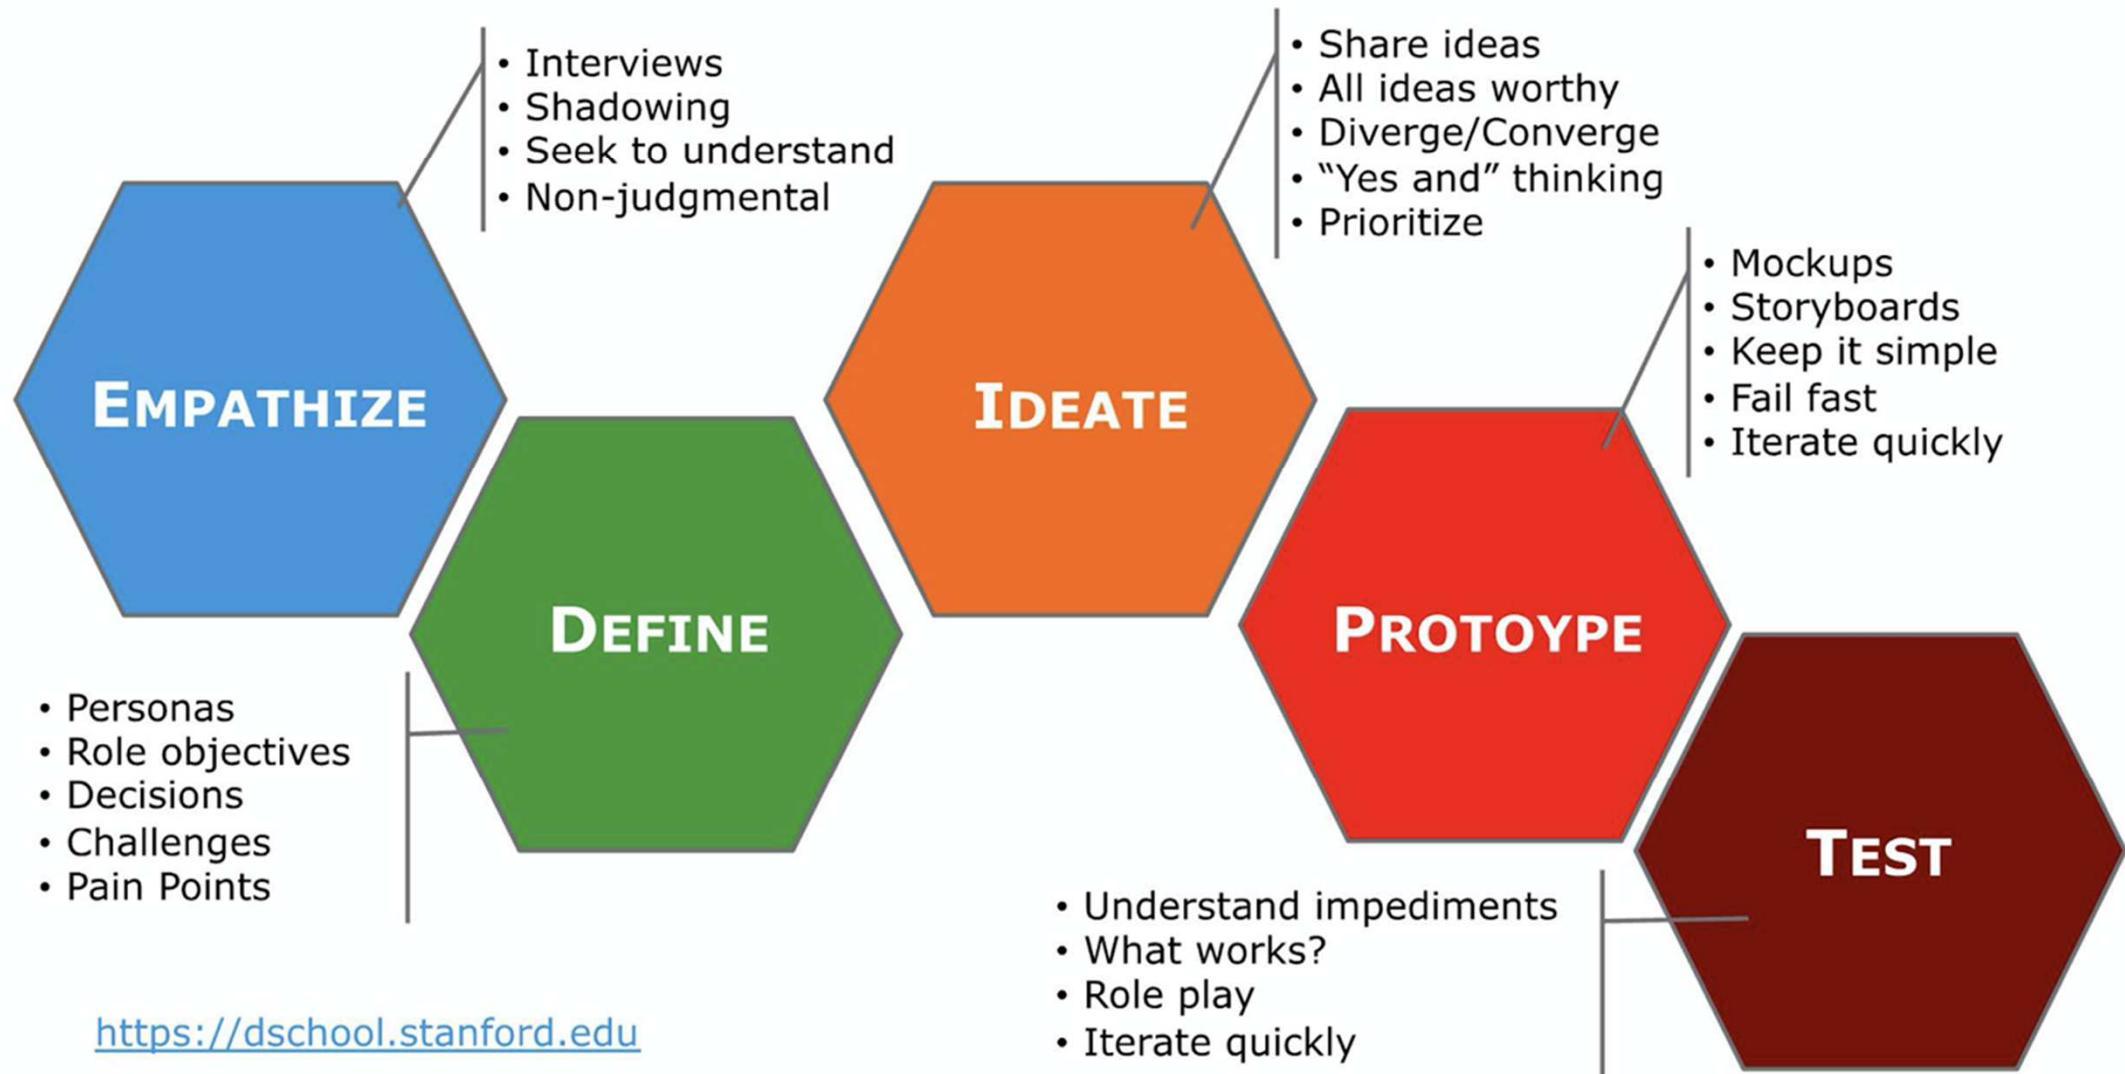 EMPATHIZE
• Interviews
• Shadowing
• Seek to understand
• Non-judgmental
DEFINE
• Personas
• Role objectives
• Decisions
• Challenges
• Pain Points
IDEATE
• Share ideas
• All ideas worthy
• Diverge/Converge
• “Yes and” thinking
• Prioritize
PROTOYPE
• Mockups
• Storyboards
• Keep it simple
• Fail fast
• Iterate quickly
TEST
• Understand impediments
• What works?
• Role play
• Iterate quickly
https://dschool.stanford.edu